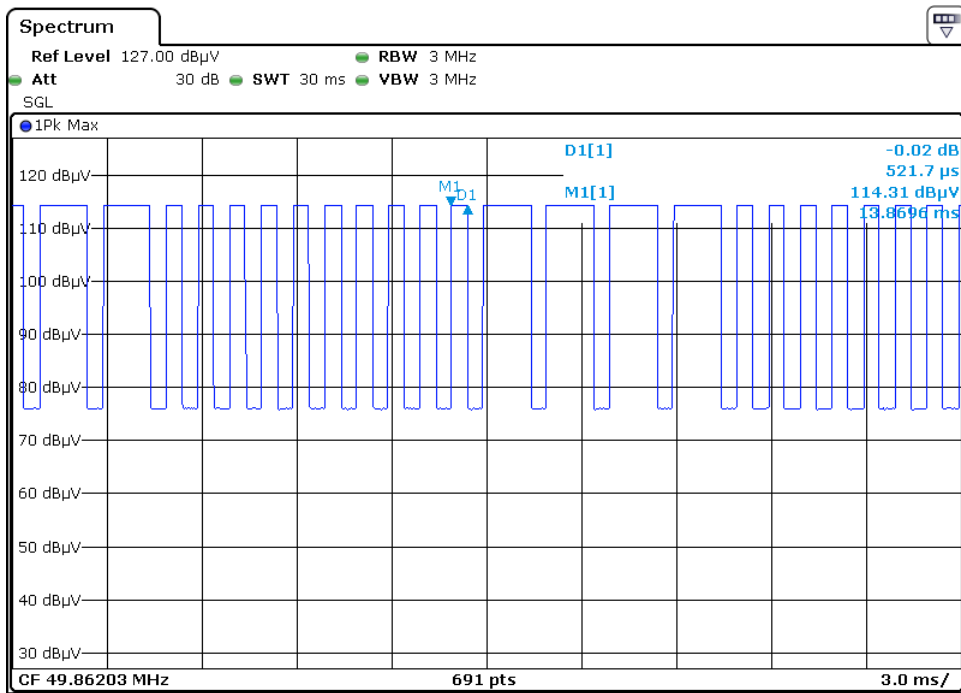 Spectrum
Ref Level 127.00 dBµV RBW 3 MHz
Att 30 dB SWT 30 ms VBW 3 MHz
SGL
1Pk Max
D1[1] -0.02 dB
521.7 µs
M1[1] 114.31 dBµV
13.8696 ms
120 dBµV
M1
D1
110 dBµV
100 dBµV
90 dBµV
80 dBµV
70 dBµV
60 dBµV
50 dBµV
40 dBµV
30 dBµV
CF 49.86203 MHz 691 pts 3.0 ms/